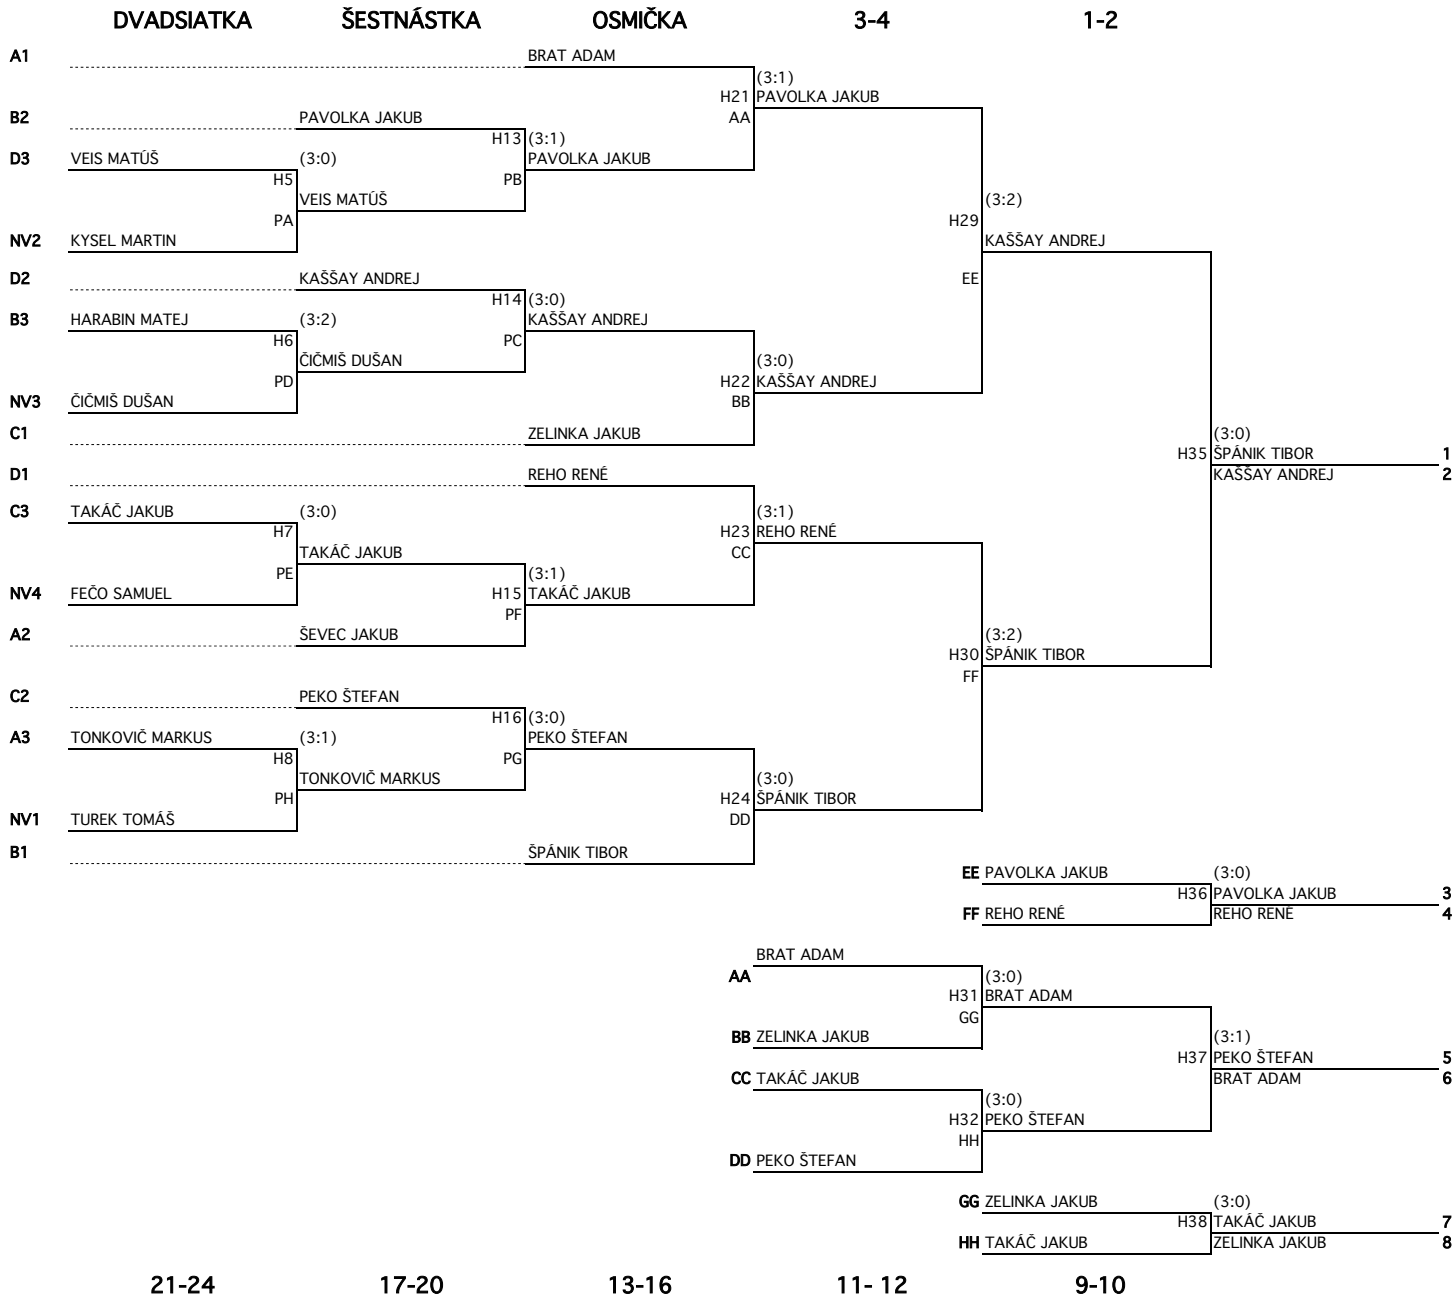 DVADSIATKA ŠESTNÁSTKA OSMIČKA 3-4 1-2
A1 BRAT ADAM
(3:1)
H21 PAVOLKA JAKUB
B2 PAVOLKA JAKUB AA
H13 (3:1)
D3 VEIS MATÚŠ (3:0) PAVOLKA JAKUB
H5 PB
VEIS MATÚŠ (3:2)
PA H29
NV2 KYSEL MARTIN KAŠŠAY ANDREJ
D2 KAŠŠAY ANDREJ EE
H14 (3:0)
B3 HARABIN MATEJ (3:2) KAŠŠAY ANDREJ
H6 PC
ČIČMIŠ DUŠAN (3:0)
PD H22 KAŠŠAY ANDREJ
NV3 ČIČMIŠ DUŠAN BB
C1 ZELINKA JAKUB (3:0)
H35 ŠPÁNIK TIBOR 1
D1 REHO RENÉ KAŠŠAY ANDREJ 2
C3 TAKÁČ JAKUB (3:0) (3:1)
H7 H23 REHO RENÉ
TAKÁČ JAKUB CC
PE (3:1)
NV4 FEČO SAMUEL H15 TAKÁČ JAKUB
PF
A2 ŠEVEC JAKUB (3:2)
H30 ŠPÁNIK TIBOR
FF
C2 PEKO ŠTEFAN
H16 (3:0)
A3 TONKOVIČ MARKUS (3:1) PEKO ŠTEFAN
H8 PG
TONKOVIČ MARKUS (3:0)
PH H24 ŠPÁNIK TIBOR
NV1 TUREK TOMÁŠ DD
B1 ŠPÁNIK TIBOR
EE PAVOLKA JAKUB (3:0)
H36 PAVOLKA JAKUB 3
FF REHO RENÉ REHO RENÉ 4
BRAT ADAM
AA (3:0)
H31 BRAT ADAM
GG
BB ZELINKA JAKUB (3:1)
H37 PEKO ŠTEFAN 5
CC TAKÁČ JAKUB BRAT ADAM 6
(3:0)
H32 PEKO ŠTEFAN
HH
DD PEKO ŠTEFAN
GG ZELINKA JAKUB (3:0)
H38 TAKÁČ JAKUB 7
HH TAKÁČ JAKUB ZELINKA JAKUB 8
21-24 17-20 13-16 11- 12 9-10